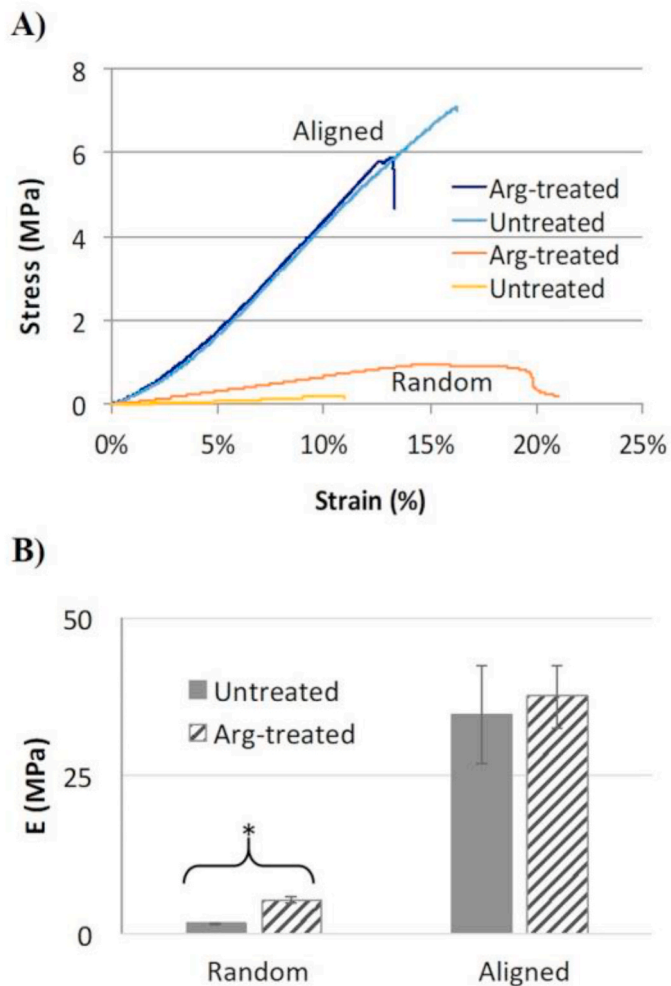 A)
8
6
4
2
0
Stress (MPa)
Aligned
Arg-treated
Untreated
Arg-treated
Untreated
Random
0% 5% 10% 15% 20% 25%
Strain (%)
B)
50
25
0
E (MPa)
Untreated
Arg-treated
*
Random Aligned